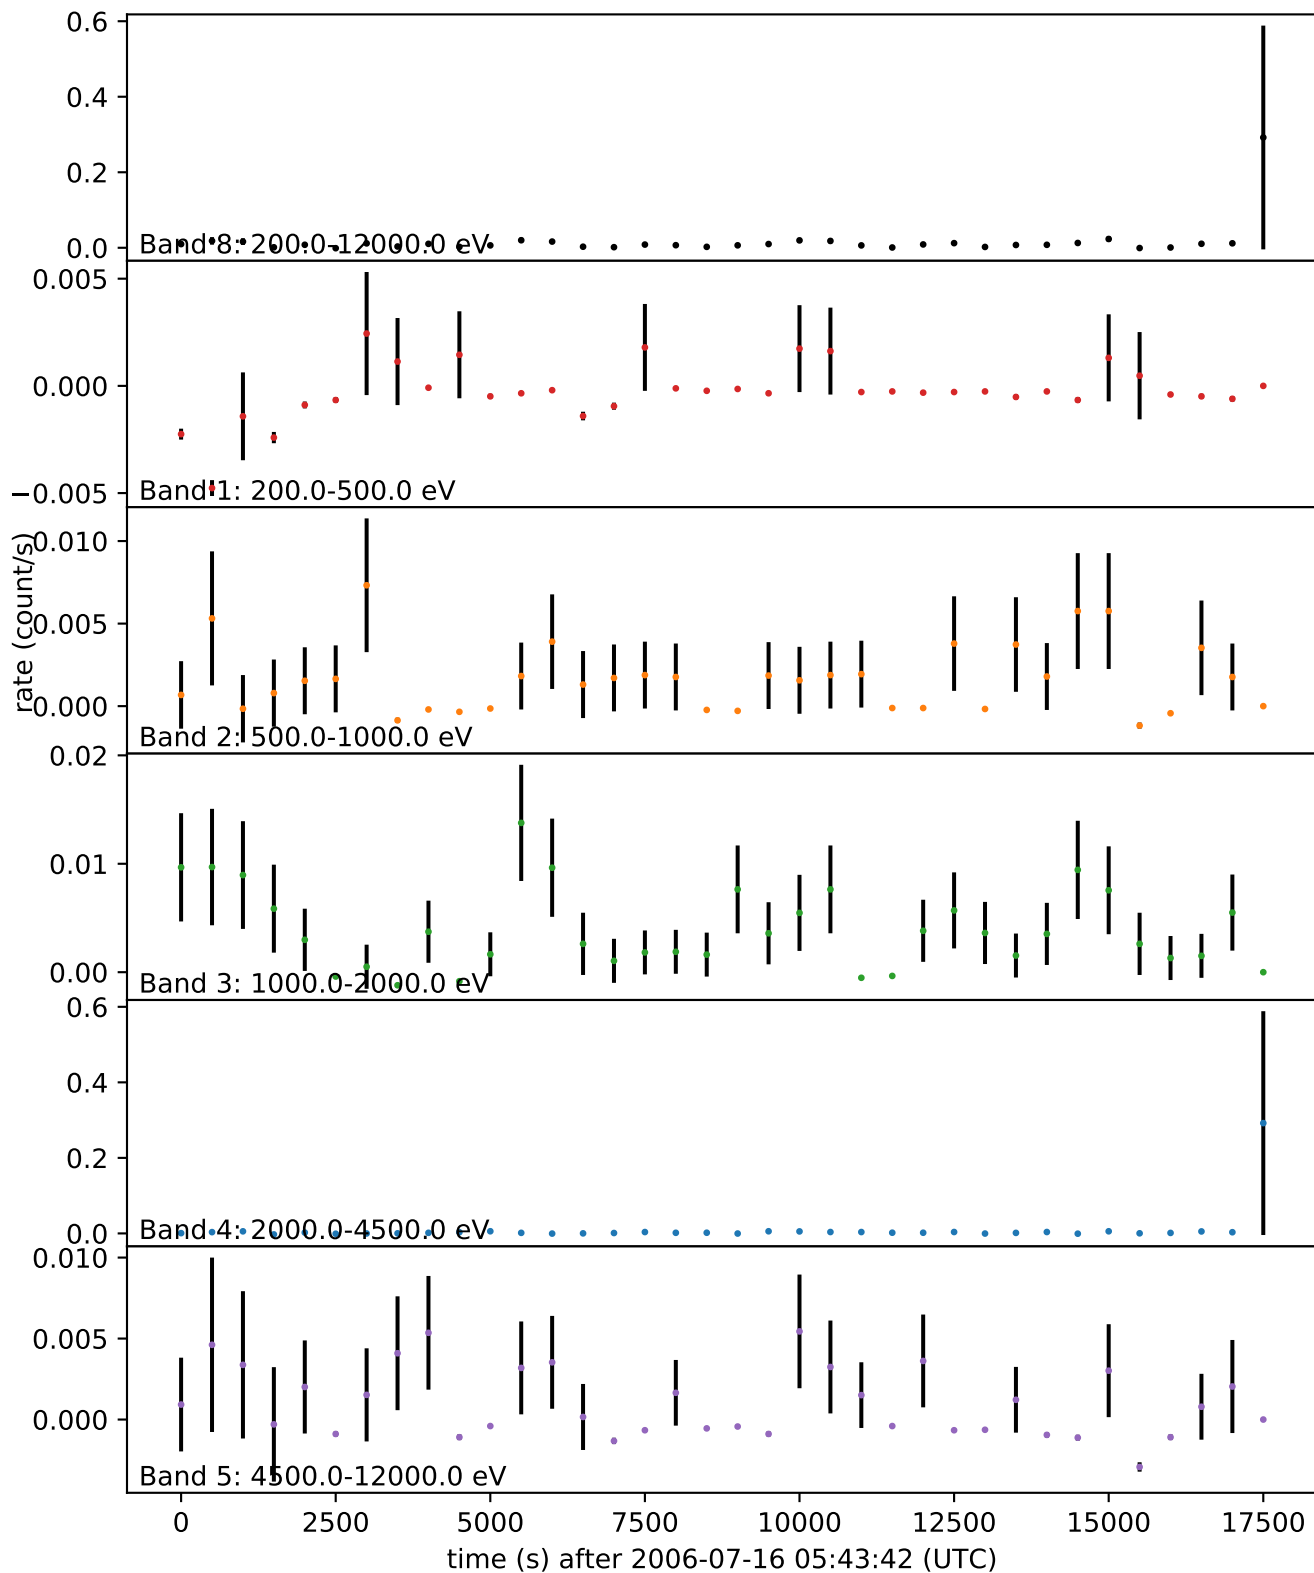 0.6
0.4
0.2
0.0
Band 8: 200.0-12000.0 eV
0.005
0.000
−0.005
Band 1: 200.0-500.0 eV
rate (count/s)
0.010
0.005
0.000
Band 2: 500.0-1000.0 eV
0.02
0.01
0.00
Band 3: 1000.0-2000.0 eV
0.6
0.4
0.2
0.0
Band 4: 2000.0-4500.0 eV
0.010
0.005
0.000
Band 5: 4500.0-12000.0 eV
0 2500 5000 7500 10000 12500 15000 17500
time (s) after 2006-07-16 05:43:42 (UTC)